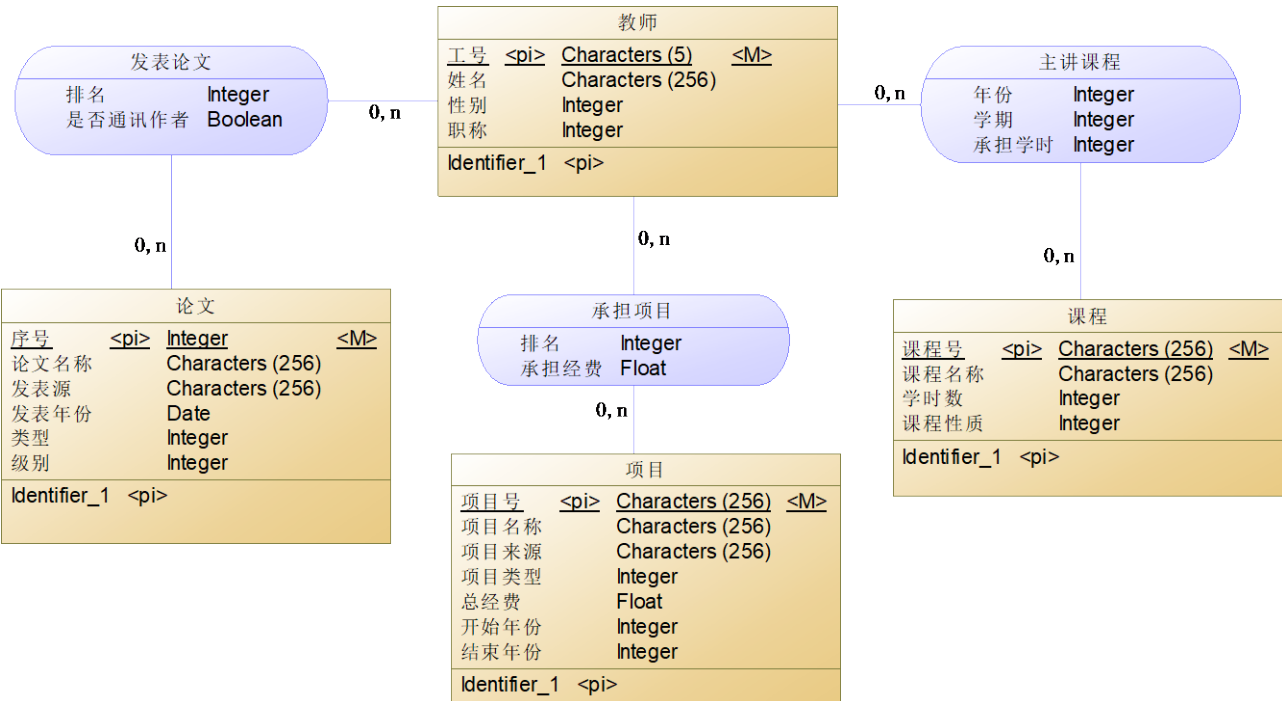 教师
工号 <pi> Characters (5) <M>
姓名 Characters (256)
性别 Integer
职称 Integer
Identifier_1 <pi>
发表论文
排名 Integer
是否通讯作者 Boolean
0, n
0, n
主讲课程
年份 Integer
学期 Integer
承担学时 Integer
0, n
0, n
0, n
论文
序号 <pi> Integer <M>
论文名称 Characters (256)
发表源 Characters (256)
发表年份 Date
类型 Integer
级别 Integer
Identifier_1 <pi>
承担项目
排名 Integer
承担经费 Float
0, n
课程
课程号 <pi> Characters (256) <M>
课程名称 Characters (256)
学时数 Integer
课程性质 Integer
Identifier_1 <pi>
项目
项目号 <pi> Characters (256) <M>
项目名称 Characters (256)
项目来源 Characters (256)
项目类型 Integer
总经费 Float
开始年份 Integer
结束年份 Integer
Identifier_1 <pi>